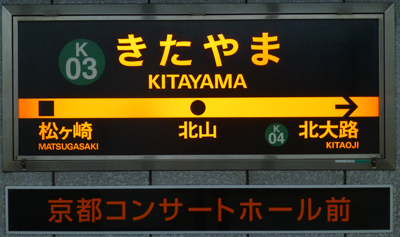 K
03
きたやま
KITAYAMA
松ヶ崎
MATSUGASAKI
北山
K
04
北大路
KITAOJI
京都コンサートホール前